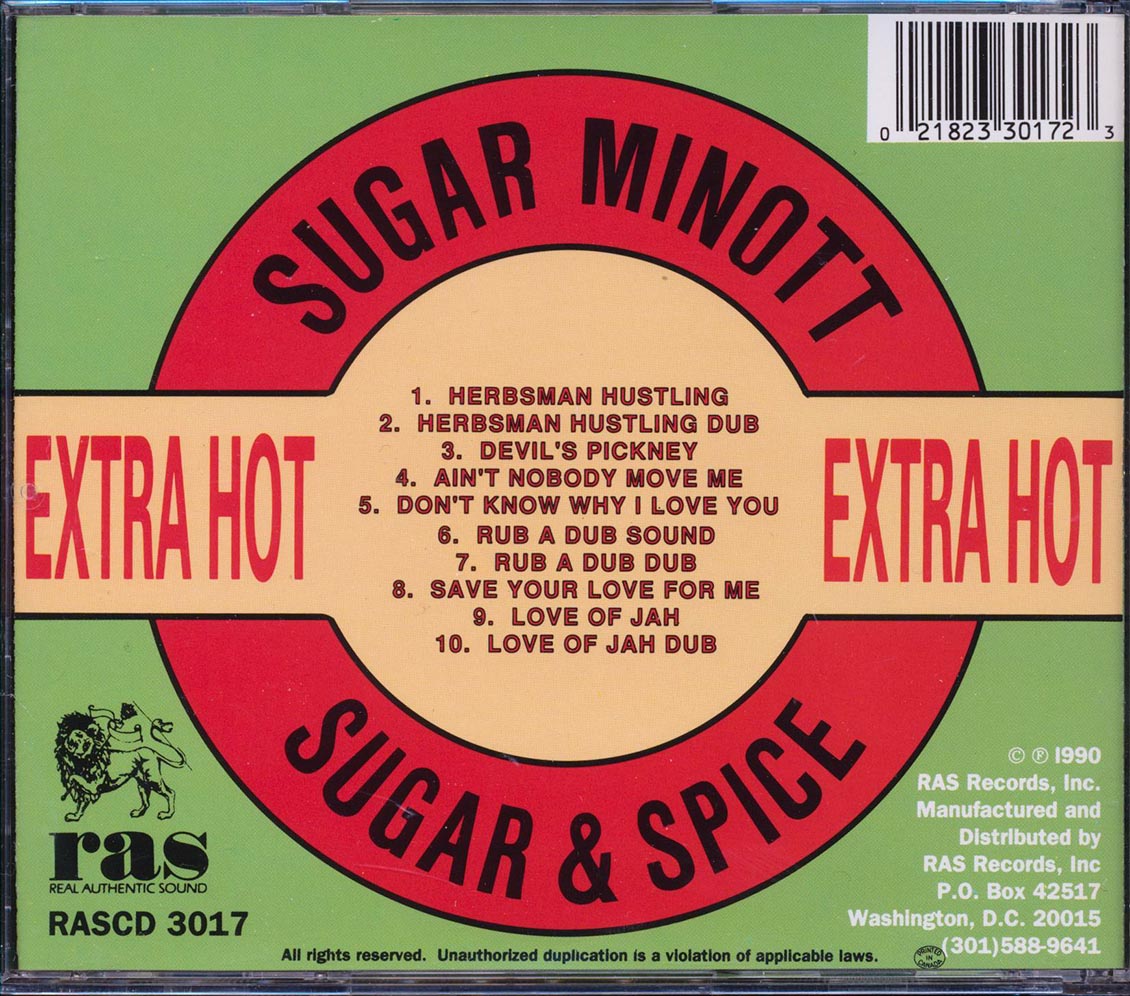 0 21823 30172 3
SUGAR MINOTT
1. HERBSMAN HUSTLING
2. HERBSMAN HUSTLING DUB
3. DEVIL'S PICKNEY
4. AIN'T NOBODY MOVE ME
5. DON'T KNOW WHY I LOVE YOU
6. RUB A DUB SOUND
7. RUB A DUB DUB
8. SAVE YOUR LOVE FOR ME
9. LOVE OF JAH
10. LOVE OF JAH DUB
EXTRA HOT
EXTRA HOT
SUGAR & SPICE
ras
REAL AUTHENTIC SOUND
RASCD 3017
© ℗ 1990
RAS Records, Inc.
Manufactured and
Distributed by
RAS Records, Inc
P.O. Box 42517
Washington, D.C. 20015
(301)588-9641
All rights reserved. Unauthorized duplication is a violation of applicable laws.
PRINTED
IN
CANADA